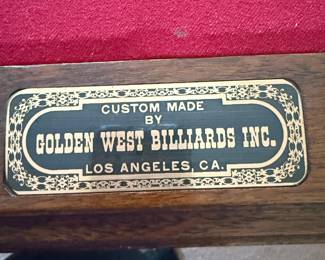 CUSTOM MADE
BY
GOLDEN WEST BILLIARDS INC.
LOS ANGELES, CA.